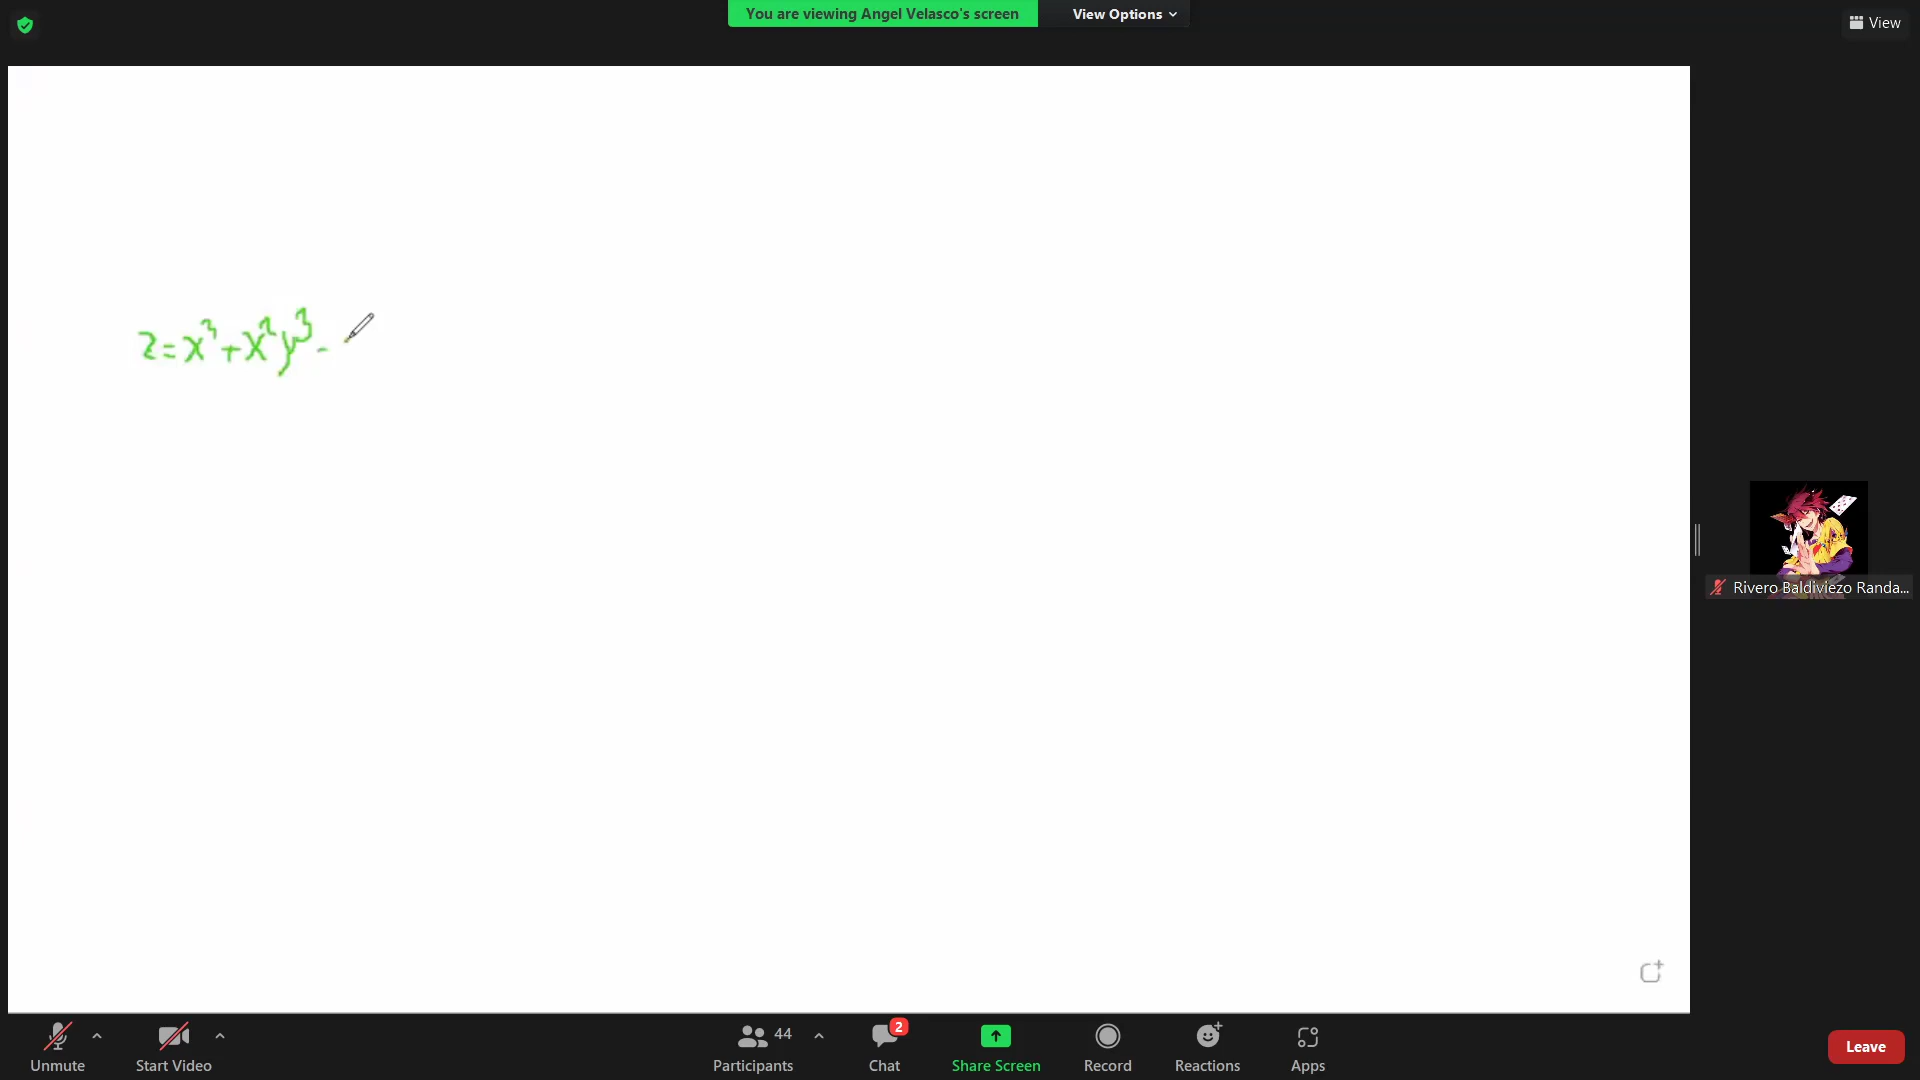 You are viewing Angel Velasco's screen
View Options
View
z=x³+x²y³-
Rivero Baldiviezo Randa...
Unmute
Start Video
44
Participants
2
Chat
Share Screen
Record
Reactions
Apps
Leave